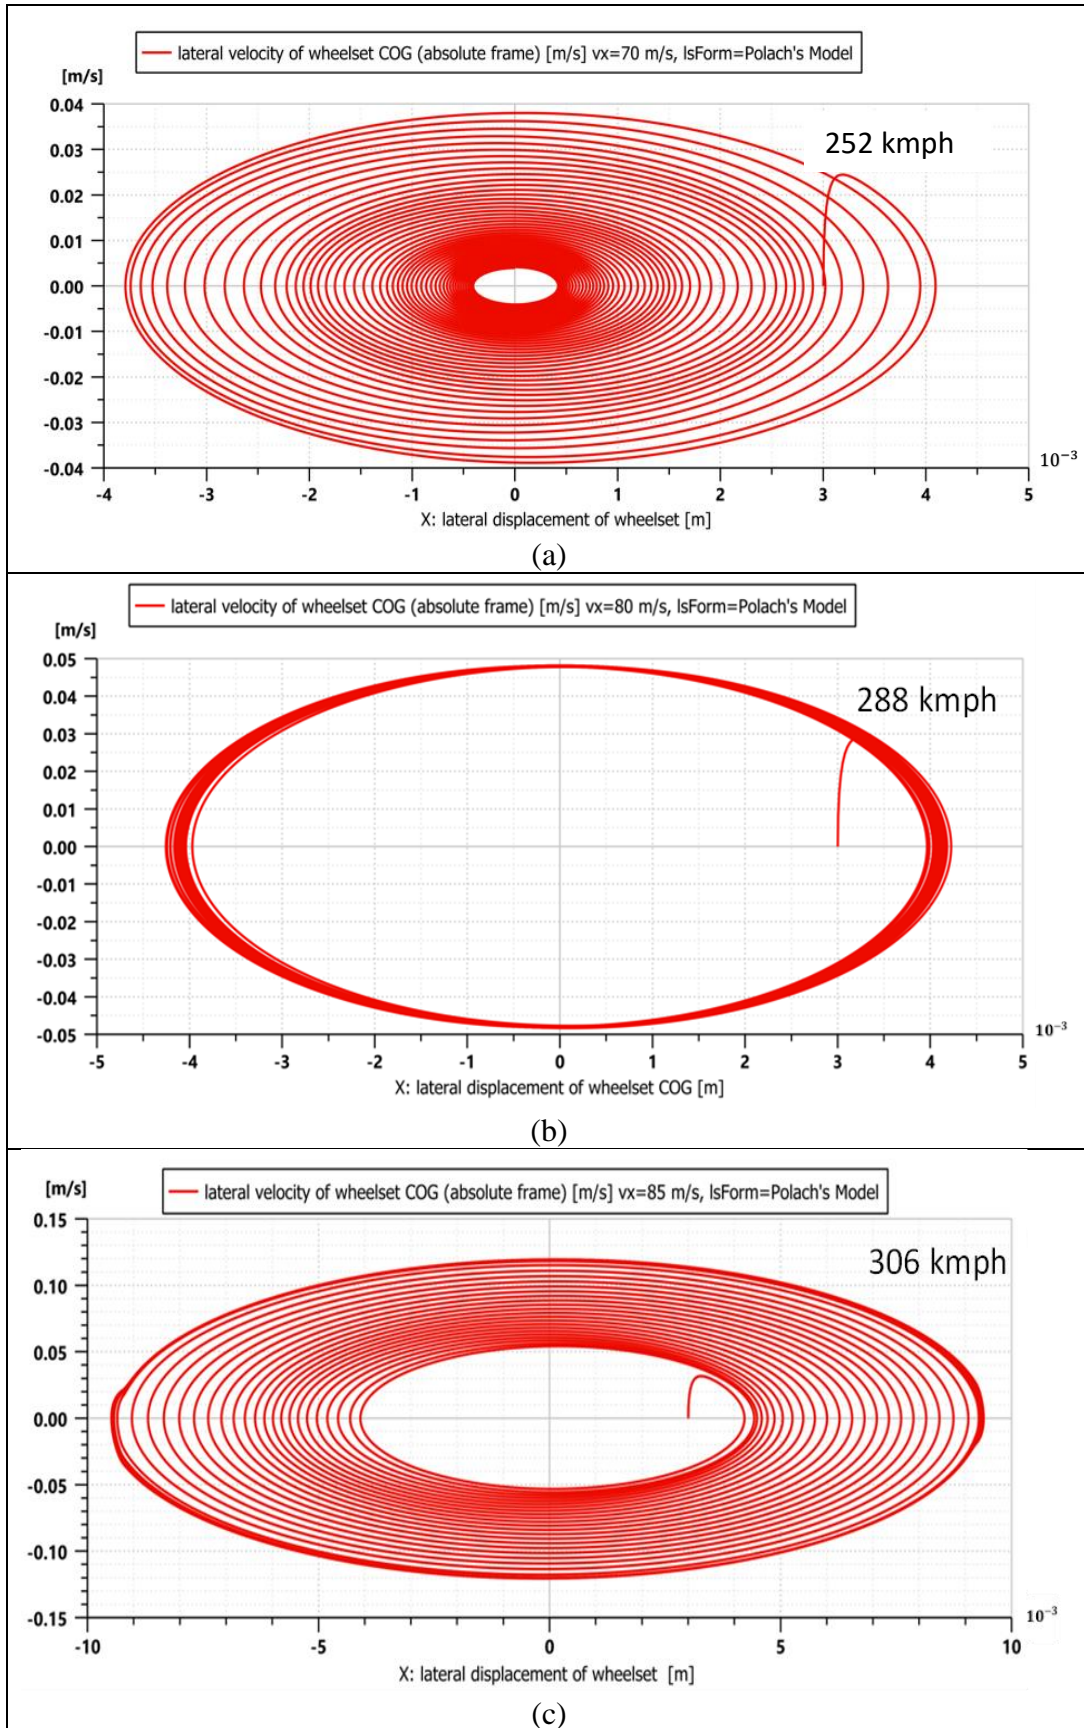 lateral velocity of wheelset COG (absolute frame) [m/s] vx=70 m/s, lsForm=Polach's Model
[m/s]
252 kmph
0.04
0.03
0.02
0.01
0.00
-0.01
-0.02
-0.03
-0.04
10⁻³
-4 -3 -2 -1 0 1 2 3 4 5
X: lateral displacement of wheelset [m]
(a)
lateral velocity of wheelset COG (absolute frame) [m/s] vx=80 m/s, lsForm=Polach's Model
[m/s]
288 kmph
0.05
0.04
0.03
0.02
0.01
0.00
-0.01
-0.02
-0.03
-0.04
-0.05
10⁻³
-5 -4 -3 -2 -1 0 1 2 3 4 5
X: lateral displacement of wheelset COG [m]
(b)
lateral velocity of wheelset COG (absolute frame) [m/s] vx=85 m/s, lsForm=Polach's Model
[m/s]
306 kmph
0.15
0.10
0.05
0.00
-0.05
-0.10
-0.15
10⁻³
-10 -5 0 5 10
X: lateral displacement of wheelset [m]
(c)